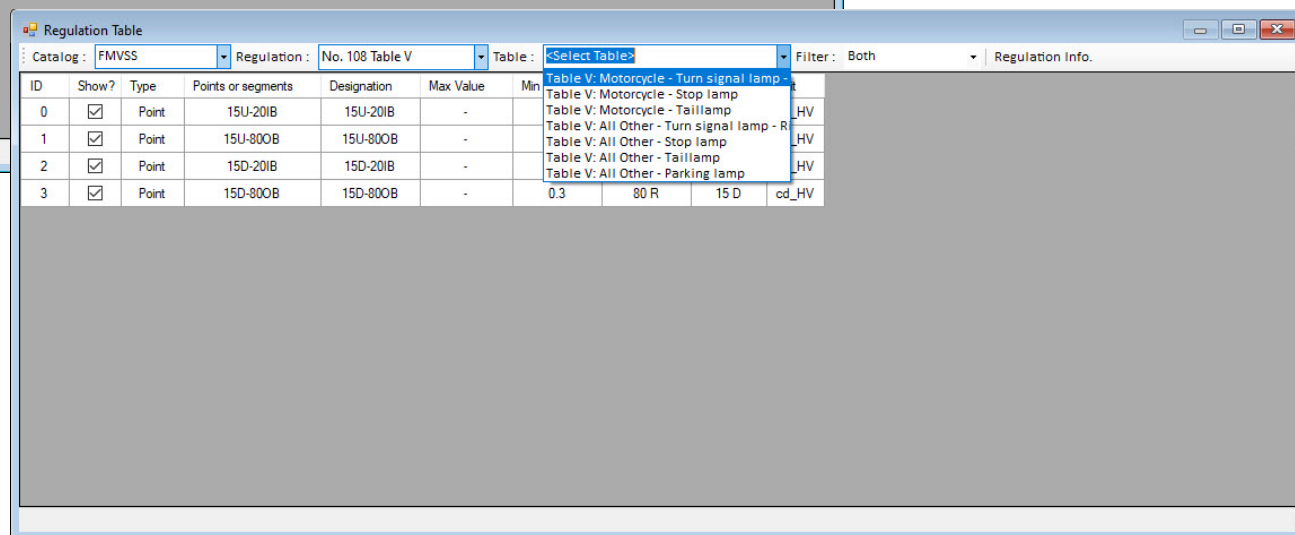 Regulation Table
Catalog : FMVSS Regulation : No. 108 Table V Table : <Select Table> Filter : Both Regulation Info.
Table V: Motorcycle - Turn signal lamp -
Table V: Motorcycle - Stop lamp
Table V: Motorcycle - Taillamp
Table V: All Other - Turn signal lamp - R
Table V: All Other - Stop lamp
Table V: All Other - Taillamp
Table V: All Other - Parking lamp
ID Show? Type Points or segments Designation Max Value Min
0 Point 15U-20IB 15U-20IB - _HV
1 Point 15U-80OB 15U-80OB - _HV
2 Point 15D-20IB 15D-20IB - _HV
3 Point 15D-80OB 15D-80OB - 0.3 80 R 15 D cd_HV